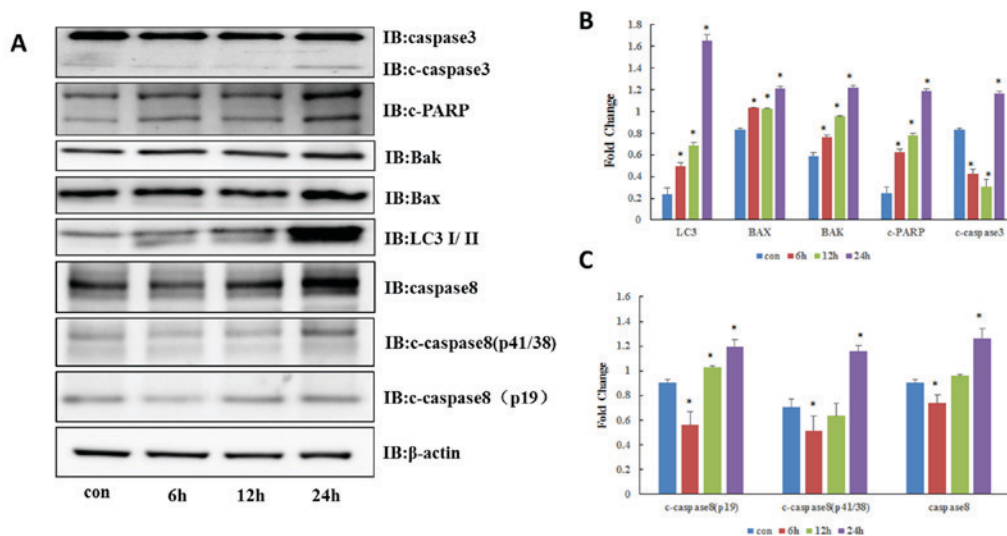 A
IB:caspase3
IB:c-caspase3
IB:c-PARP
IB:Bak
IB:Bax
IB:LC3 I/ II
IB:caspase8
IB:c-caspase8(p41/38)
IB:c-caspase8（p19）
IB:β-actin
con 6h 12h 24h
B
Fold Change
1.8
1.6
1.4
1.2
1
0.8
0.6
0.4
0.2
0
* * * * * * * * * * * * * * *
LC3 BAX BAK c-PARP c-caspase3
con 6h 12h 24h
C
Fold Change
1.6
1.4
1.2
1
0.8
0.6
0.4
0.2
0
* * * * * * *
c-caspase8(p19) c-caspase8(p41/38) caspase8
con 6h 12h 24h